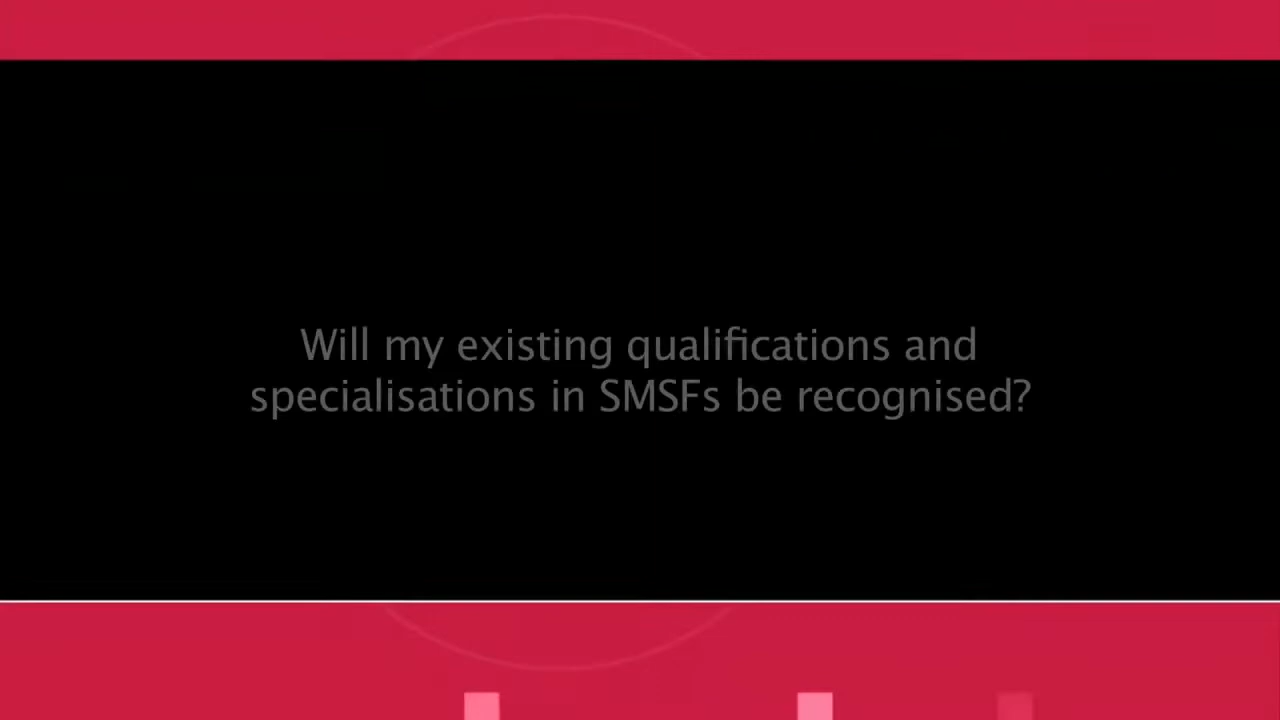 Will my existing qualifications and
specialisations in SMSFs be recognised?